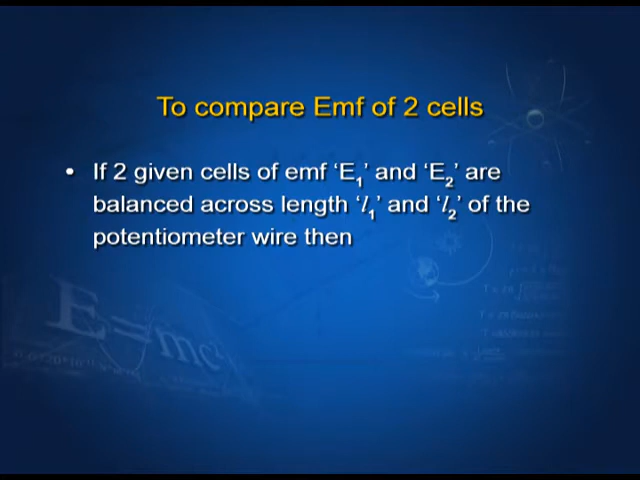 To compare Emf of 2 cells
• If 2 given cells of emf ‘E₁’ and ‘E₂’ are
balanced across length ‘l₁’ and ‘l₂’ of the
potentiometer wire then
E=mc²